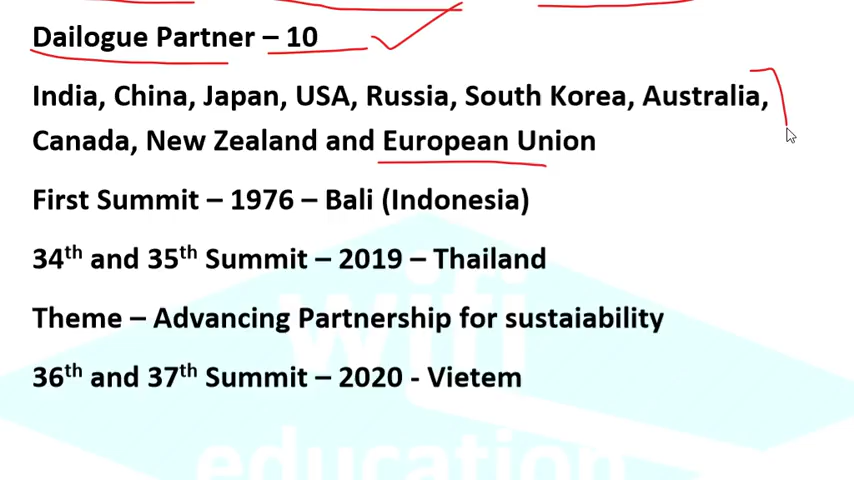 Dailogue Partner – 10
India, China, Japan, USA, Russia, South Korea, Australia,
Canada, New Zealand and European Union
First Summit – 1976 – Bali (Indonesia)
34th and 35th Summit – 2019 – Thailand
Theme – Advancing Partnership for sustaiability
36th and 37th Summit – 2020 - Vietem
wifi
education